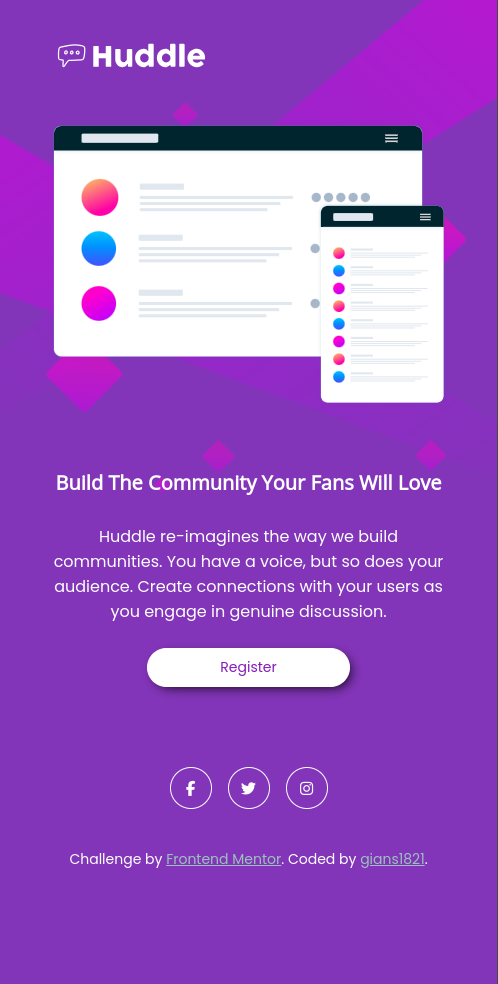 Huddle
Build The Community Your Fans Will Love
Huddle re-imagines the way we build
communities. You have a voice, but so does your
audience. Create connections with your users as
you engage in genuine discussion.
Register
Challenge by Frontend Mentor. Coded by gians1821.